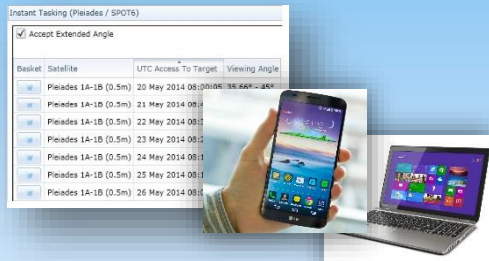 Instant Tasking (Pleiades / SPOT6)
Accept Extended Angle
Basket Satellite UTC Access To Target Viewing Angle
Pleiades 1A-1B (0.5m) 20 May 2014 08:00:05 35.66° - 45°
Pleiades 1A-1B (0.5m) 21 May 2014
Pleiades 1A-1B (0.5m) 22 May 2014
Pleiades 1A-1B (0.5m) 23 May 2014
Pleiades 1A-1B (0.5m) 24 May 2014
Pleiades 1A-1B (0.5m) 25 May 2014
Pleiades 1A-1B (0.5m) 26 May 2014
LG